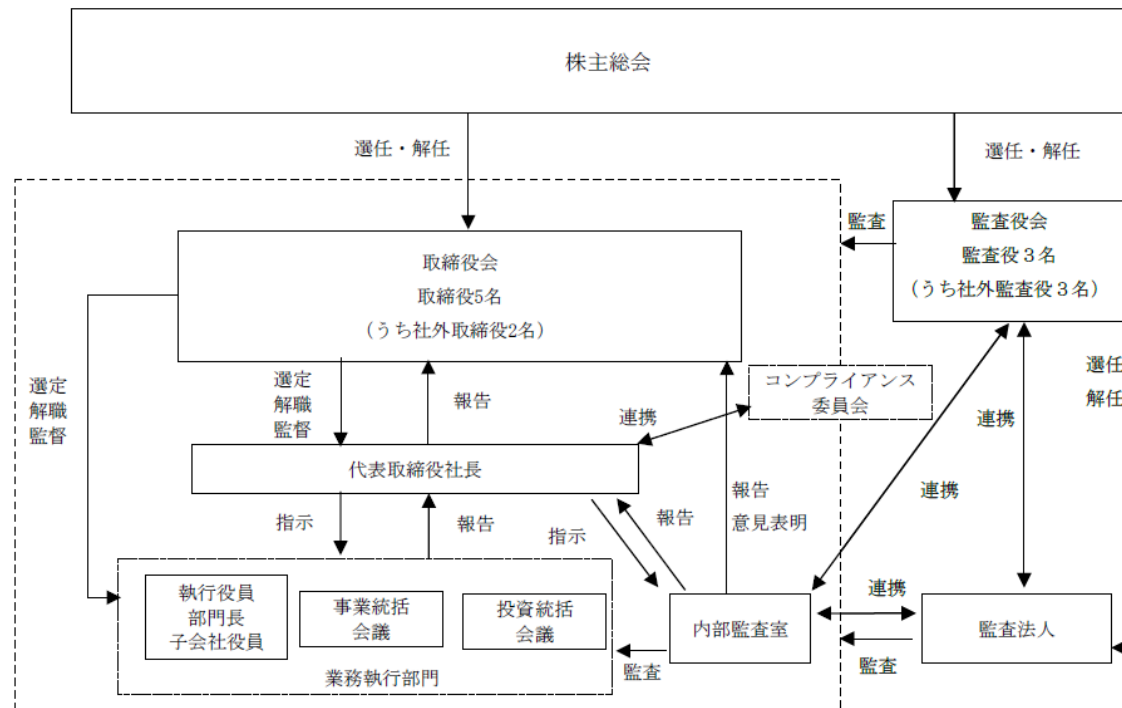 株主総会
選任・解任
選任・解任
監査役会
監査役３名
（うち社外監査役３名）
監査
取締役会
取締役5名
（うち社外取締役2名）
選定
解職
監督
選定
解職
監督
報告
連携
コンプライアンス
委員会
選任
解任
連携
連携
代表取締役社長
指示
報告
指示
報告
報告
意見表明
執行役員
部門長
子会社役員
事業統括
会議
投資統括
会議
業務執行部門
監査
内部監査室
連携
監査
監査法人